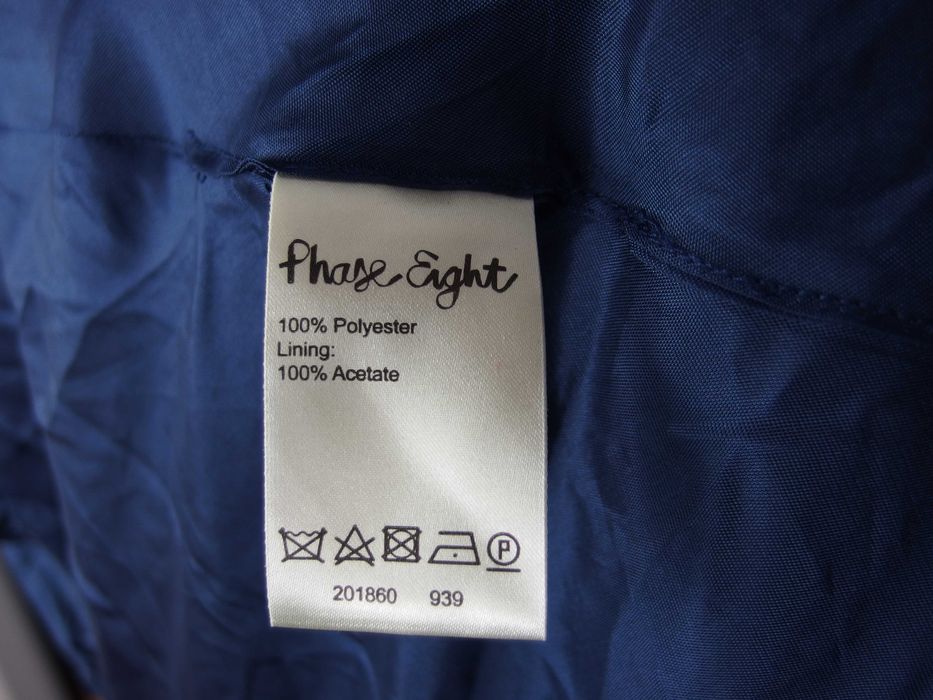 Phase Eight
100% Polyester
Lining:
100% Acetate
P
201860 939